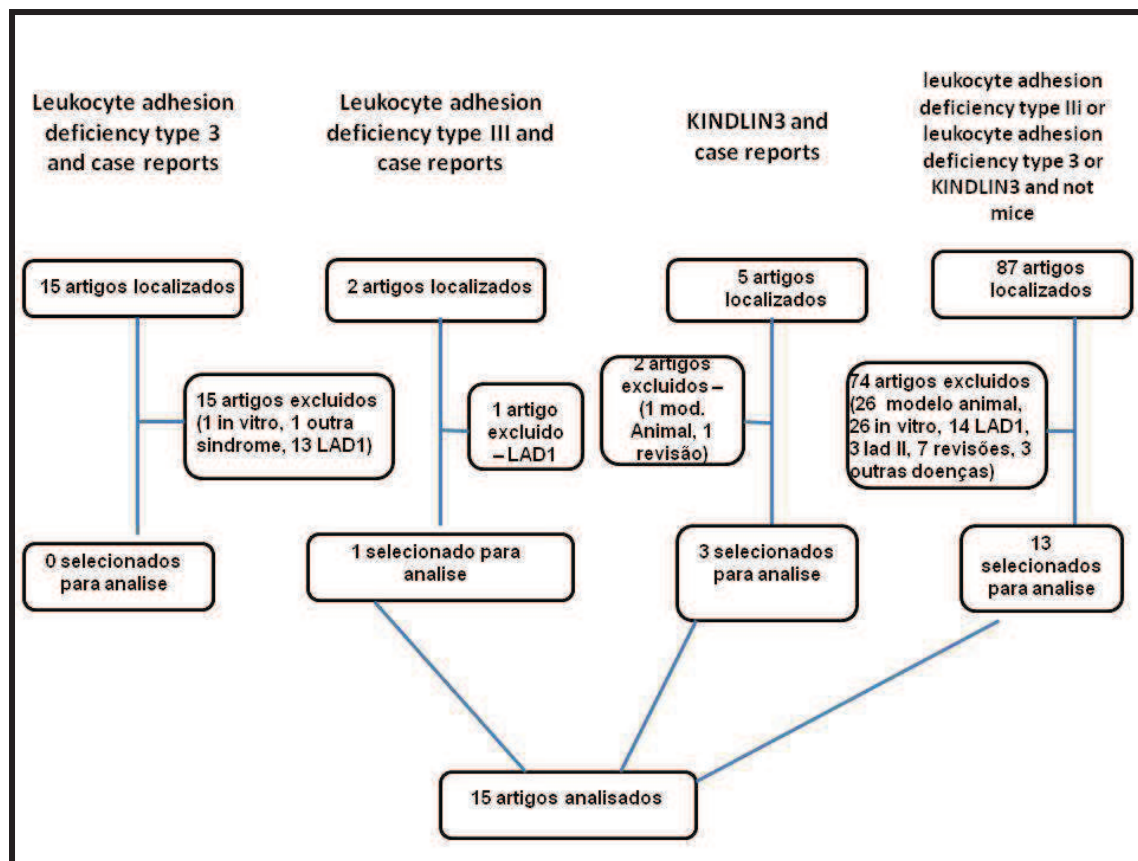 Leukocyte adhesion
deficiency type 3
and case reports
Leukocyte adhesion
deficiency type III and
case reports
KINDLIN3 and
case reports
leukocyte adhesion
deficiency type IIi or
leukocyte adhesion
deficiency type 3 or
KINDLIN3 and not
mice
15 artigos localizados
2 artigos localizados
5 artigos
localizados
87 artigos
localizados
15 artigos excluidos
(1 in vitro, 1 outra
sindrome, 13 LAD1)
1 artigo
excluido
– LAD1
2 artigos
excluidos –
(1 mod.
Animal, 1
revisão)
74 artigos excluidos
(26 modelo animal,
26 in vitro, 14 LAD1,
3 lad II, 7 revisões, 3
outras doenças)
0 selecionados
para analise
1 selecionado para
analise
3 selecionados
para analise
13
selecionados
para analise
15 artigos analisados